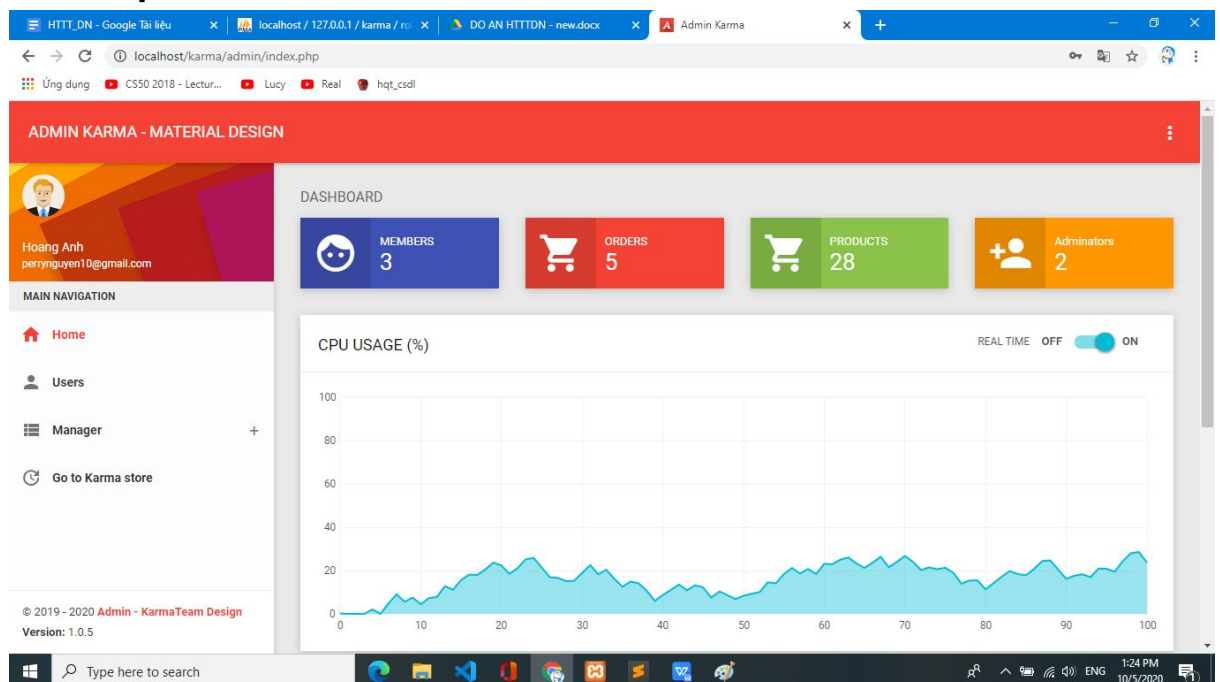 HTTT_DN - Google Tài liệu
localhost / 127.0.0.1 / karma / rol
DO AN HTTTDN - new.docx
Admin Karma
localhost/karma/admin/index.php
Ứng dụng
CS50 2018 - Lectur...
Lucy
Real
hqt_csdl
ADMIN KARMA - MATERIAL DESIGN
Hoang Anh
perrynguyen10@gmail.com
MAIN NAVIGATION
Home
Users
Manager +
Go to Karma store
© 2019 - 2020 Admin - KarmaTeam Design
Version: 1.0.5
DASHBOARD
MEMBERS
3
ORDERS
5
PRODUCTS
28
Adminators
2
CPU USAGE (%)
REAL TIME OFF ON
100
80
60
40
20
0
0 10 20 30 40 50 60 70 80 90 100
Type here to search
ENG
1:24 PM
10/5/2020